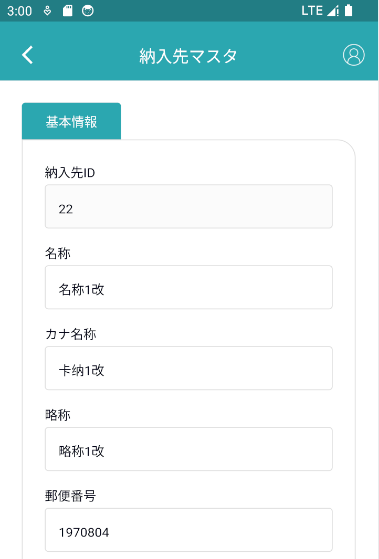 3:00
LTE
納入先マスタ
基本情報
納入先ID
22
名称
名称1改
カナ名称
卡纳1改
略称
略称1改
郵便番号
1970804